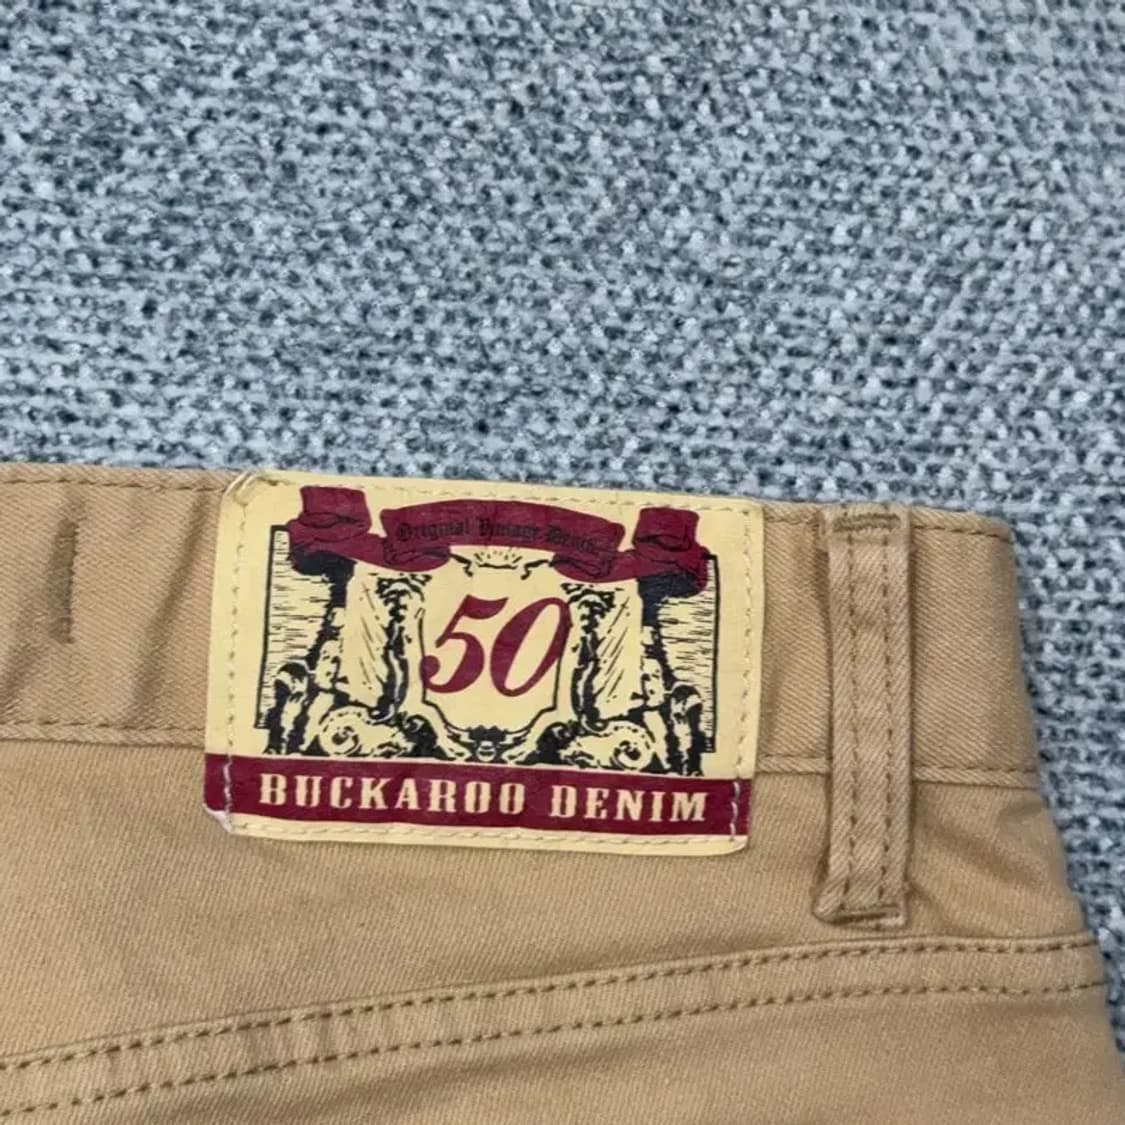 Original Vintage Denim
50
BUCKAROO DENIM